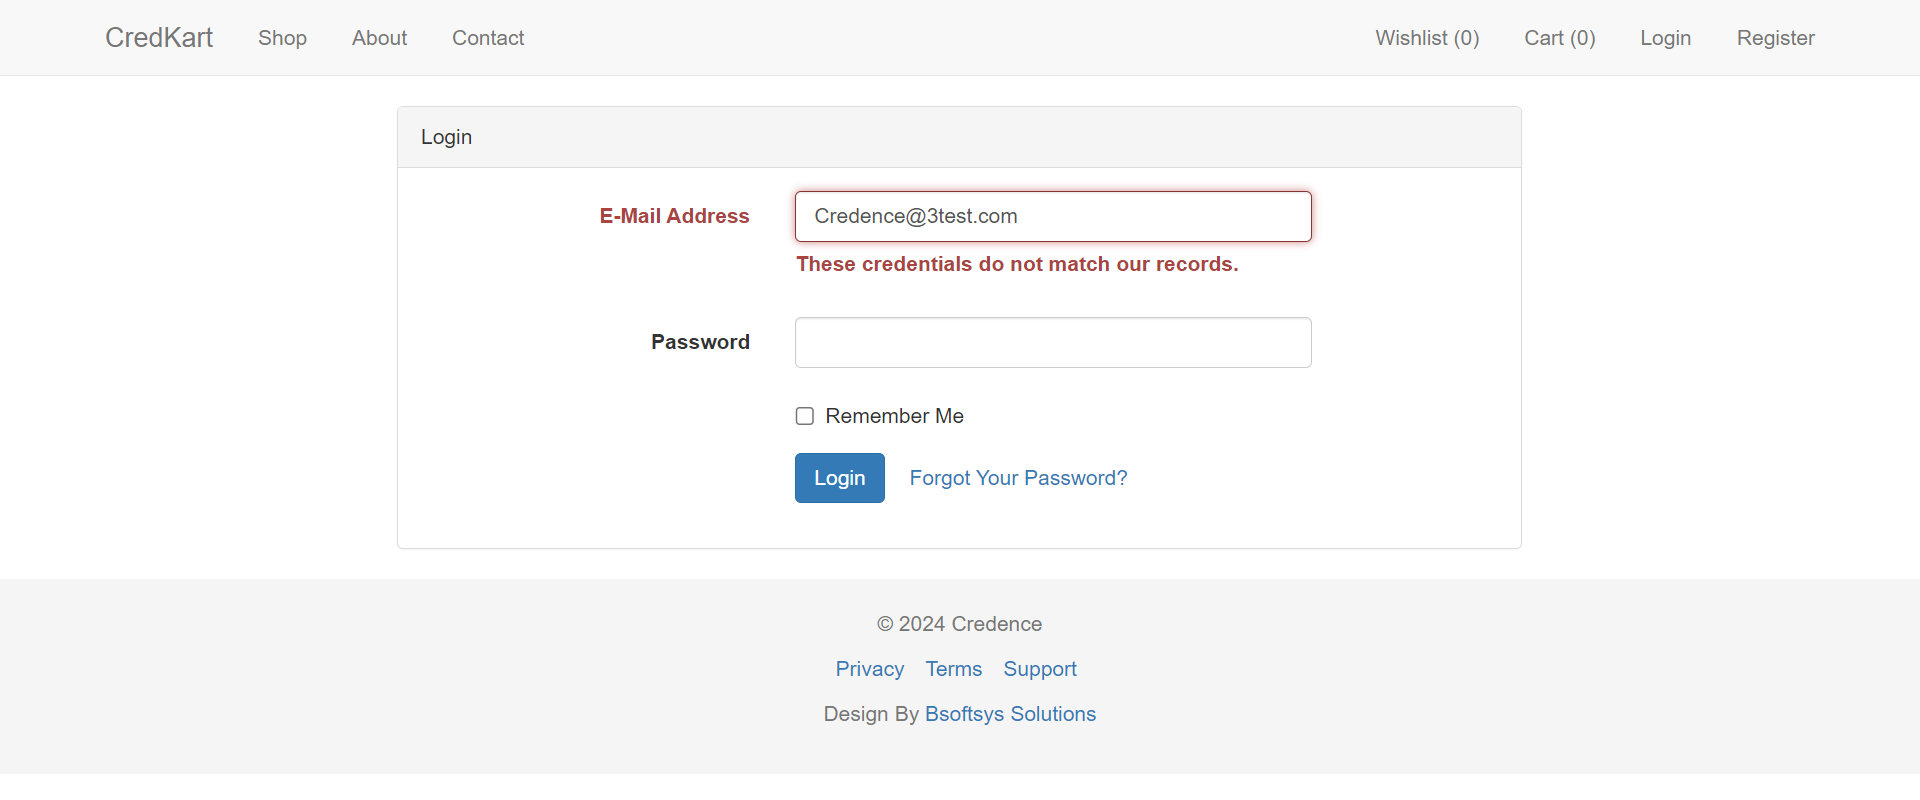 CredKart Shop About Contact Wishlist (0) Cart (0) Login Register
Login
E-Mail Address Credence@3test.com
These credentials do not match our records.
Password
Remember Me
Login Forgot Your Password?
© 2024 Credence
Privacy Terms Support
Design By Bsoftsys Solutions